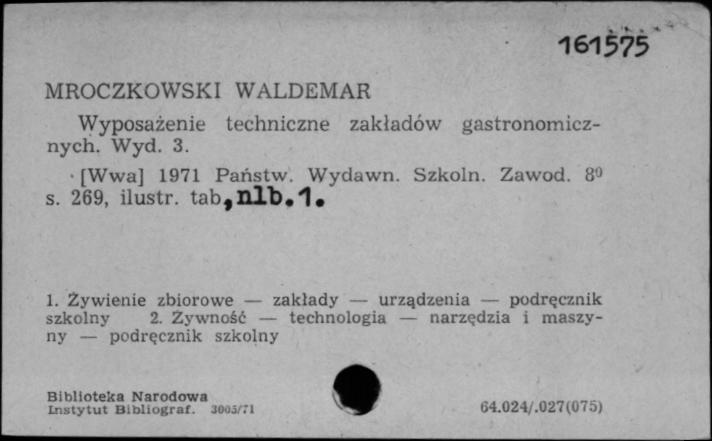 161575
MROCZKOWSKI WALDEMAR
Wyposażenie techniczne zakładów gastronomicz-
nych. Wyd. 3.
[Wwa] 1971 Państw. Wydawn. Szkoln. Zawod. 8⁰
s. 269, ilustr. tab, nlb. 1.
1. Żywienie zbiorowe — zakłady — urządzenia — podręcznik
szkolny 2. Żywność — technologia — narzędzia i maszy-
ny — podręcznik szkolny
Biblioteka Narodowa
Instytut Bibliograf. 3005/71
64.024/.027(075)